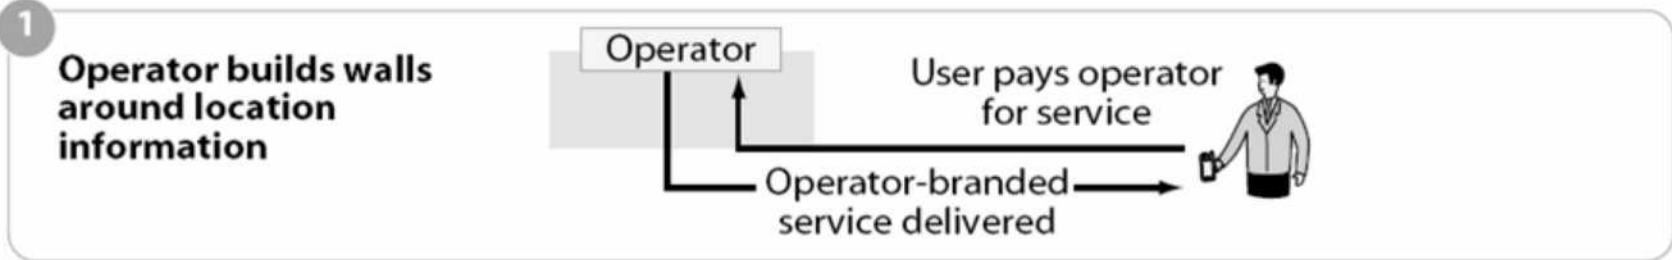 1
Operator builds walls
around location
information
Operator
User pays operator
for service
Operator-branded
service delivered